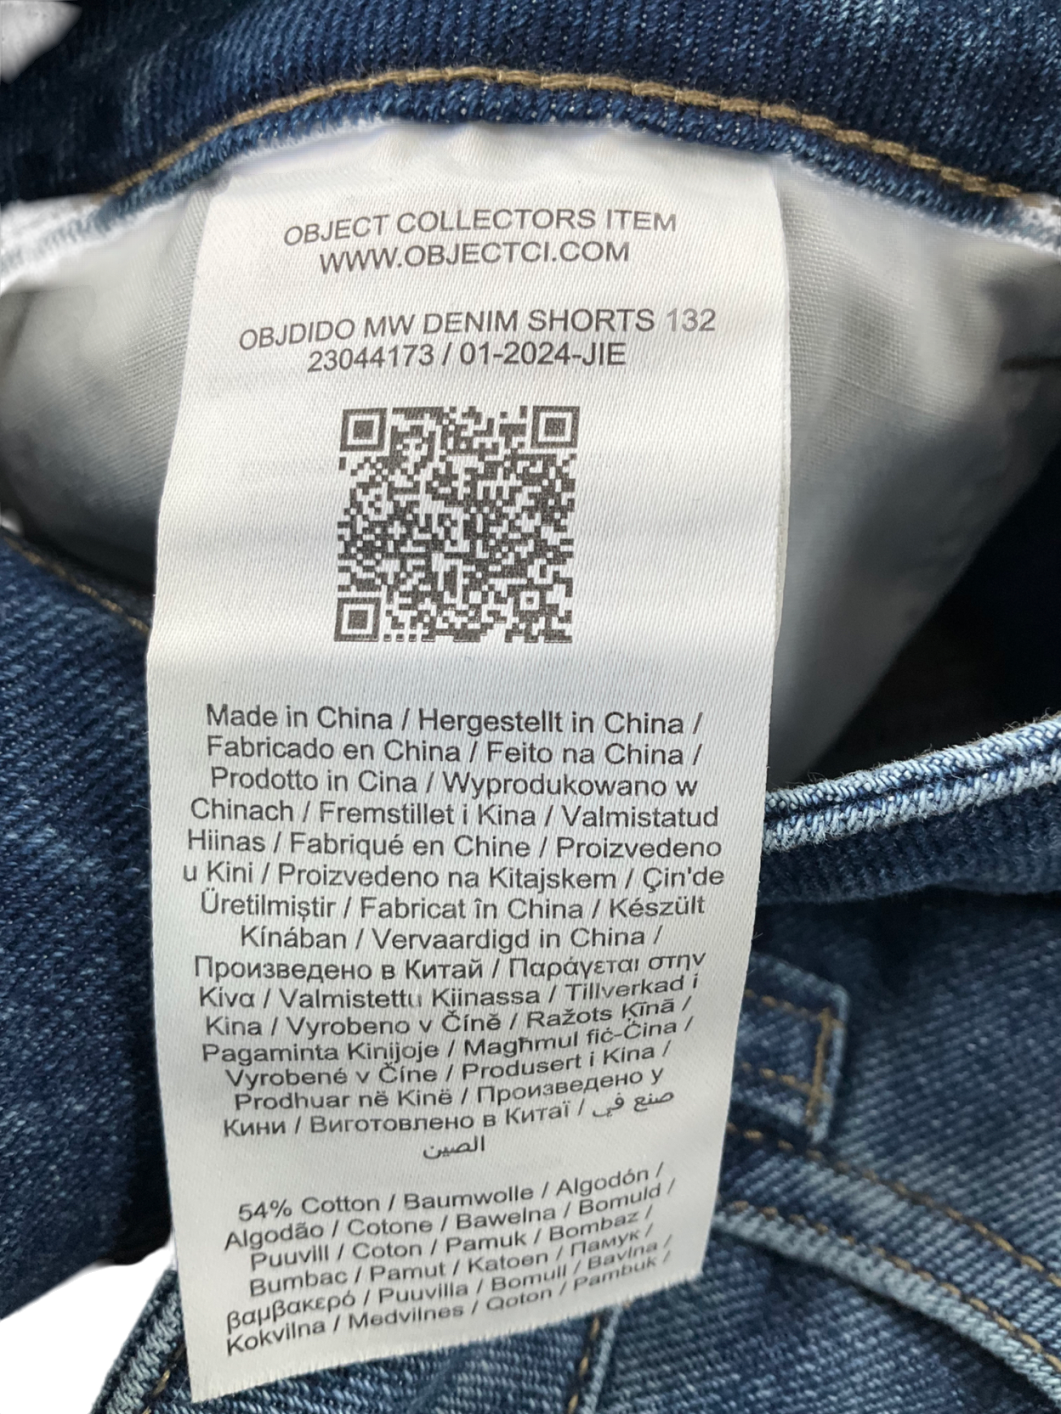 OBJECT COLLECTORS ITEM
WWW.OBJECTCI.COM
OBJDIDO MW DENIM SHORTS 132
23044173 / 01-2024-JIE
Made in China / Hergestellt in China /
Fabricado en China / Feito na China /
Prodotto in Cina / Wyprodukowano w
Chinach / Fremstillet i Kina / Valmistatud
Hiinas / Fabriqué en Chine / Proizvedeno
u Kini / Proizvedeno na Kitajskem / Çin'de
Üretilmiştir / Fabricat în China / Készült
Kínában / Vervaardigd in China /
Произведено в Китай / Παράγεται στην
Κίνα / Valmistettu Kiinassa / Tillverkad i
Kina / Vyrobeno v Číně / Ražots Ķīnā /
Pagaminta Kinijoje / Magħmul fiċ-Ċina /
Vyrobené v Číne / Produsert i Kina /
Prodhuar në Kinë / Произведено у
Кини / Виготовлено в Китаї / صنع في
الصين
54% Cotton / Baumwolle / Algodón /
Algodão / Cotone / Bawełna / Bomuld /
Puuvill / Coton / Pamuk / Bombaz /
Bumbac / Pamut / Katoen / Памук /
βαμβακερό / Puuvilla / Bomull / Bavlna /
Kokvilna / Medvilnes / Qoton / Pambuk /